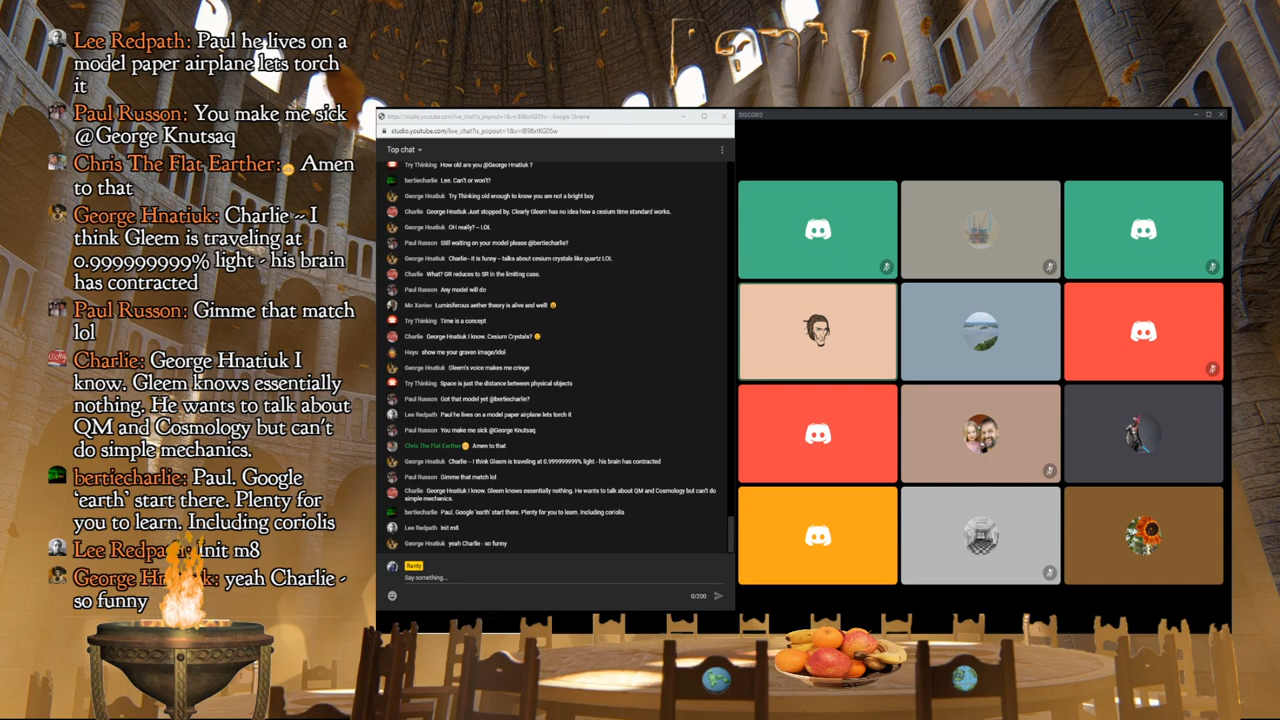 Lee Redpath: Paul he lives on a
model paper airplane lets torch
it
Paul Russon: You make me sick
@George Knutsaq
Chris The Flat Earther: Amen
to that
George Hnatiuk: Charlie -- I
think Gleem is traveling at
0.999999999% light - his brain
has contracted
Paul Russon: Gimme that match
lol
Charlie: George Hnatiuk I
know. Gleem knows essentially
nothing. He wants to talk about
QM and Cosmology but can't
do simple mechanics.
bertiecharlie: Paul. Google
'earth' start there. Plenty for
you to learn. Including coriolis
Lee Redpath: Init m8
George Hnatiuk: yeah Charlie -
so funny
Google Chrome
Top chat
Try Thinking How old are you @George Hnatiuk ?
bertiecharlie Lee. Can't or won't?
George Hnatiuk Try Thinking old enough to know you are not a bright boy
Charlie George Hnatiuk Just stopped by. Clearly Gleem has no idea how a cesium time standard works.
George Hnatiuk OH really? -- LOL
Paul Russon Still waiting on your model please @bertiecharlie?
George Hnatiuk Charlie- it is funny -- talks about cesium crystals like quartz LOL
Charlie What? GR reduces to SR in the limiting case.
Paul Russon Any model will do
Luminiferous aether theory is alive and well!
Try Thinking Time is a concept
Charlie George Hnatiuk I know. Cesium Crystals?
Heyu show me your graven image/idol
George Hnatiuk Gleem's voice makes me cringe
Try Thinking Space is just the distance between physical objects
Paul Russon Got that model yet @bertiecharlie?
Lee Redpath Paul he lives on a model paper airplane lets torch it
Paul Russon You make me sick @George Knutsaq
Chris The Flat Earther Amen to that
George Hnatiuk Charlie -- I think Gleem is traveling at 0.999999999% light - his brain has contracted
Paul Russon Gimme that match lol
Charlie George Hnatiuk I know. Gleem knows essentially nothing. He wants to talk about QM and Cosmology but can't do
simple mechanics.
bertiecharlie Paul. Google 'earth' start there. Plenty for you to learn. Including coriolis
Lee Redpath Init m8
George Hnatiuk yeah Charlie - so funny
Ranty
Say something...
0/200
DISCORD